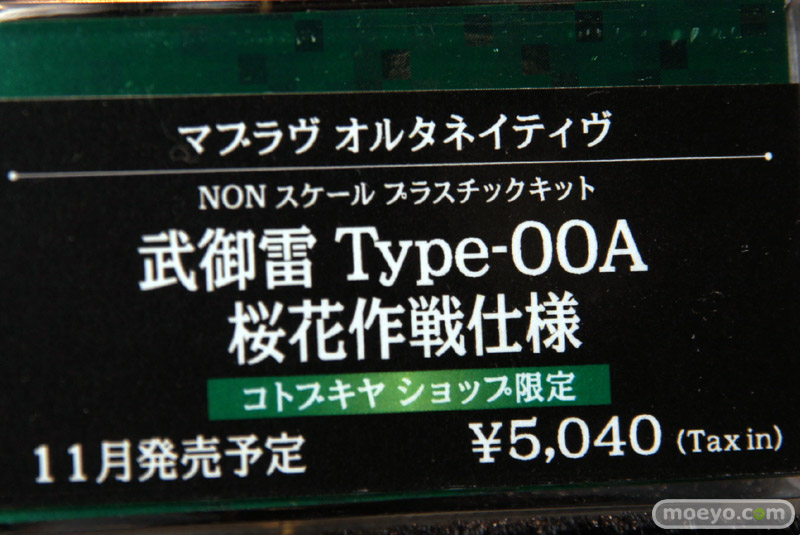 マブラヴ オルタネイティヴ
NON スケール プラスチックキット
武御雷 Type-00A
桜花作戦仕様
コトブキヤ ショップ限定
11月発売予定 ¥5,040 (Tax in)
moeyo.com